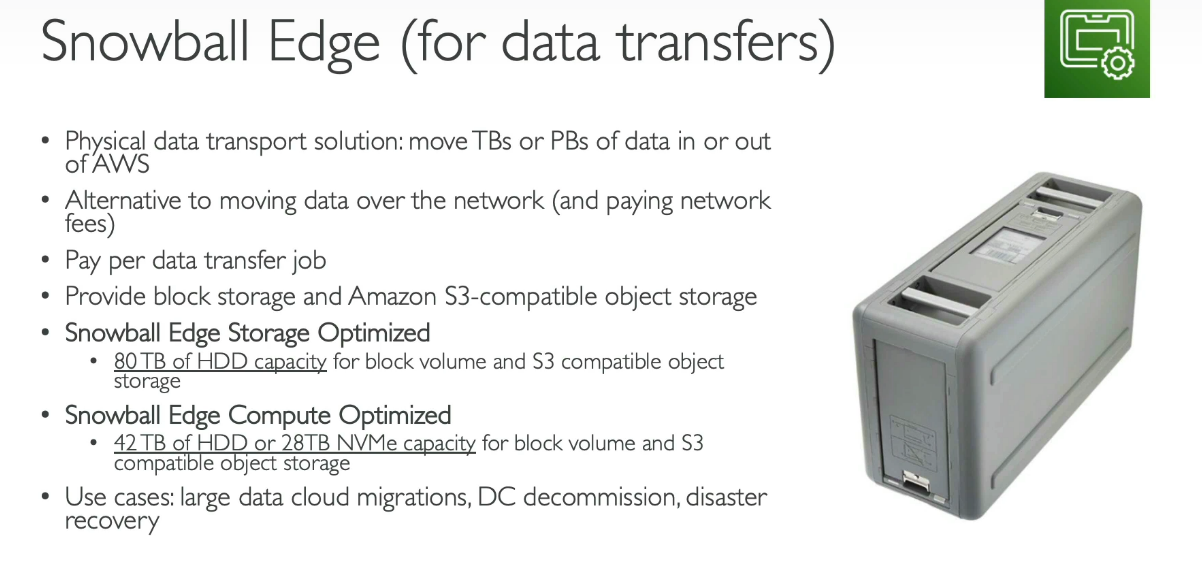 Snowball Edge (for data transfers)
• Physical data transport solution: move TBs or PBs of data in or out
of AWS
• Alternative to moving data over the network (and paying network
fees)
• Pay per data transfer job
• Provide block storage and Amazon S3-compatible object storage
• Snowball Edge Storage Optimized
• 80 TB of HDD capacity for block volume and S3 compatible object
storage
• Snowball Edge Compute Optimized
• 42 TB of HDD or 28TB NVMe capacity for block volume and S3
compatible object storage
• Use cases: large data cloud migrations, DC decommission, disaster
recovery